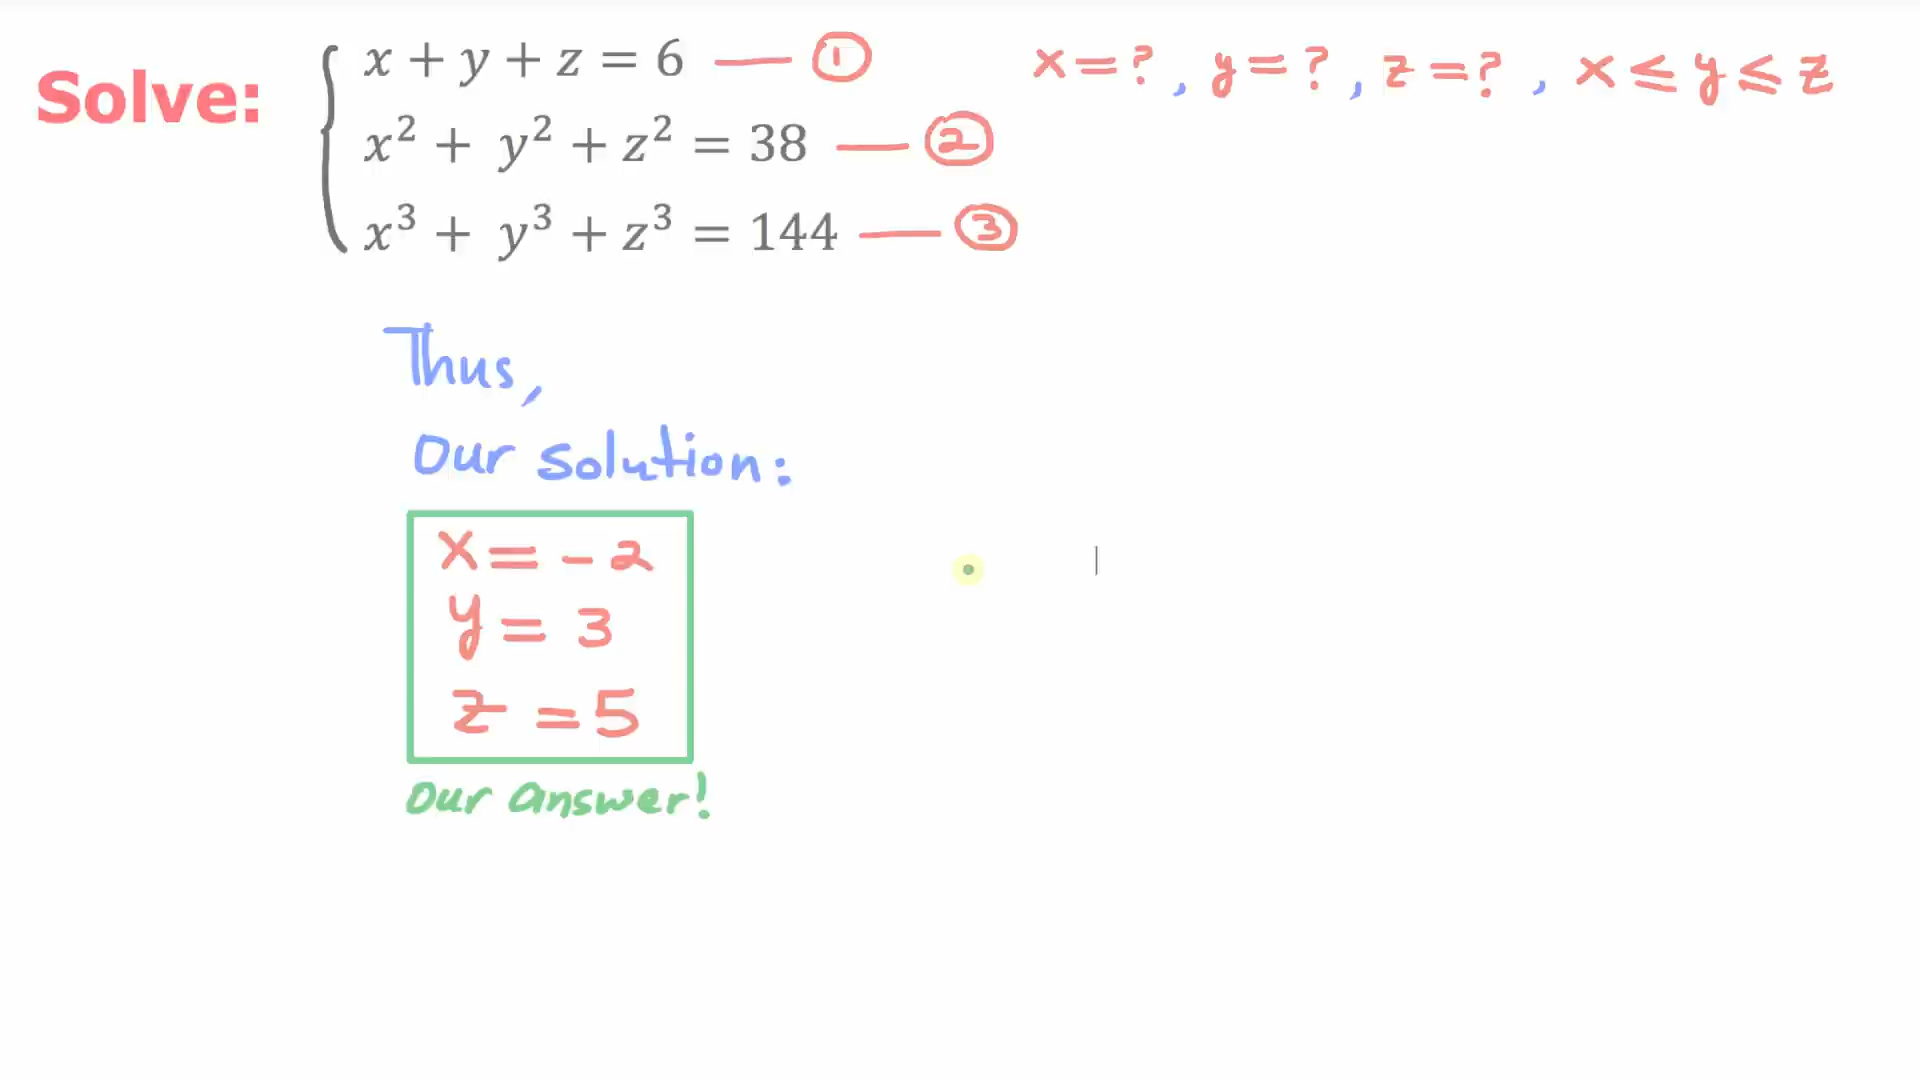 Solve:
x + y + z = 6 — ①
x² + y² + z² = 38 — ②
x³ + y³ + z³ = 144 — ③
x = ? , y = ? , z = ? , x ≤ y ≤ z
Thus,
Our solution:
x = -2
y = 3
z = 5
Our answer!